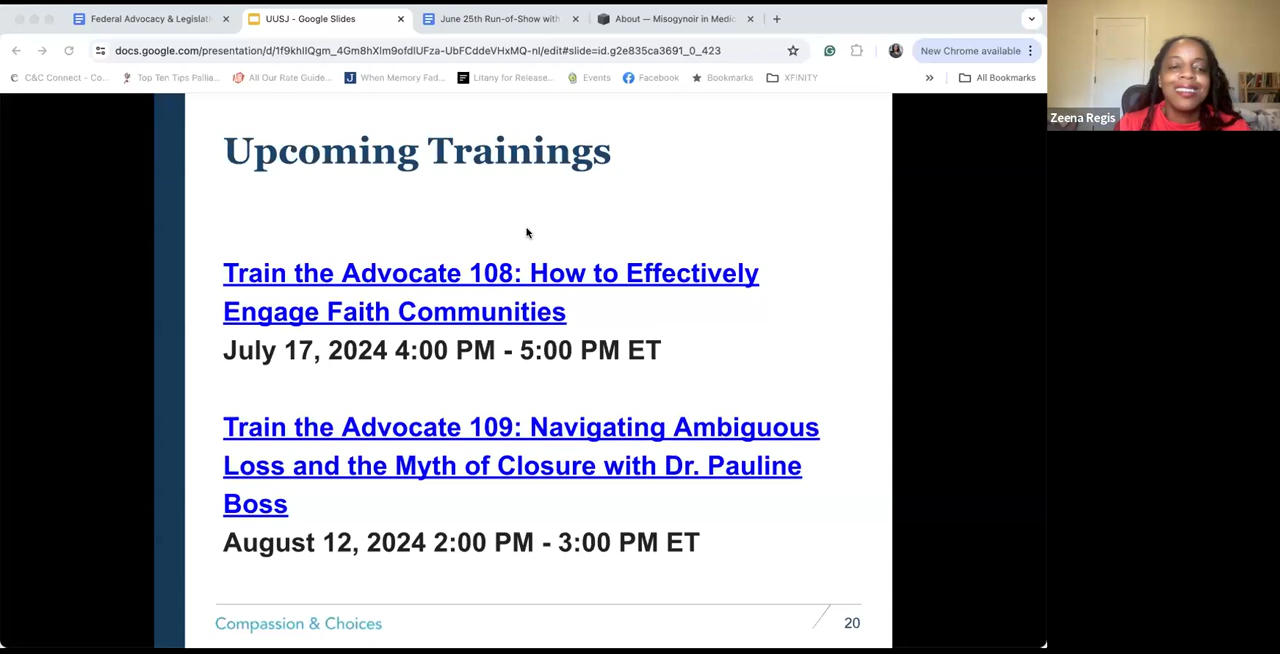 Federal Advocacy & Legislat
UUSJ - Google Slides
June 25th Run-of-Show with
About — Misogynoir in Medic
docs.google.com/presentation/d/1f9khIlQgm_4Gm8hXlm9ofdlUFza-UbFCddeVHxMQ-nI/edit#slide=id.g2e835ca3691_0_423
New Chrome available
C&C Connect - Co...
Top Ten Tips Pallia...
All Our Rate Guide...
When Memory Fad...
Litany for Release...
Events
Facebook
Bookmarks
XFINITY
»
All Bookmarks
Zeena Regis
Upcoming Trainings
Train the Advocate 108: How to Effectively
Engage Faith Communities
July 17, 2024 4:00 PM - 5:00 PM ET
Train the Advocate 109: Navigating Ambiguous
Loss and the Myth of Closure with Dr. Pauline
Boss
August 12, 2024 2:00 PM - 3:00 PM ET
Compassion & Choices
20